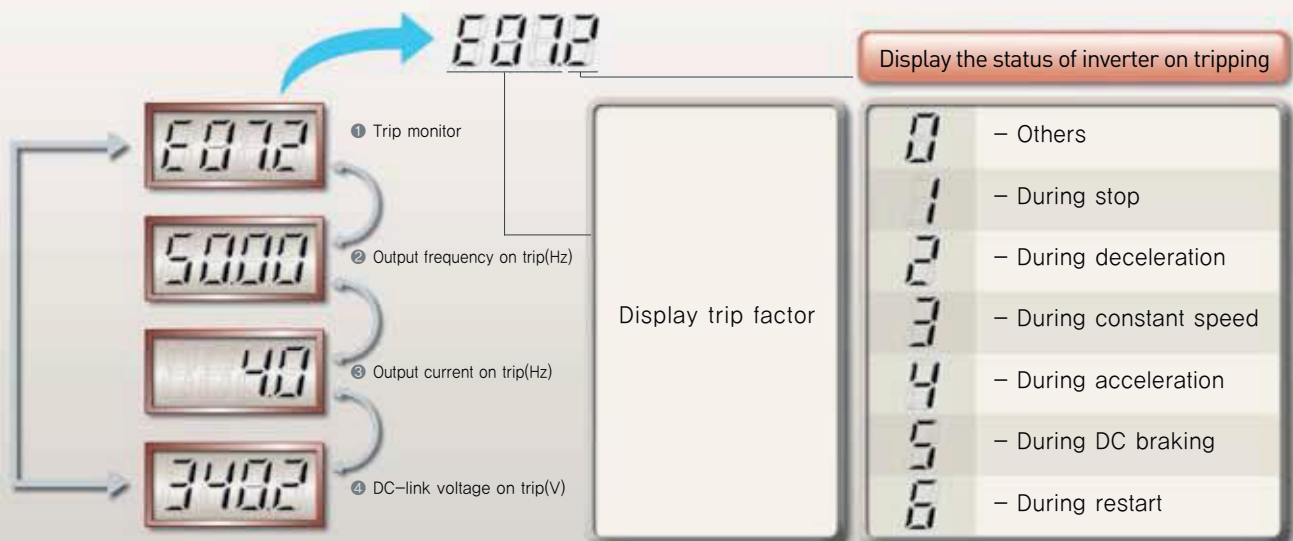 E07.2
Display the status of inverter on tripping
E07.2
❶ Trip monitor
50.00
❷ Output frequency on trip(Hz)
4.0
❸ Output current on trip(Hz)
340.2
❹ DC-link voltage on trip(V)
Display trip factor
0 - Others
1 - During stop
2 - During deceleration
3 - During constant speed
4 - During acceleration
5 - During DC braking
6 - During restart